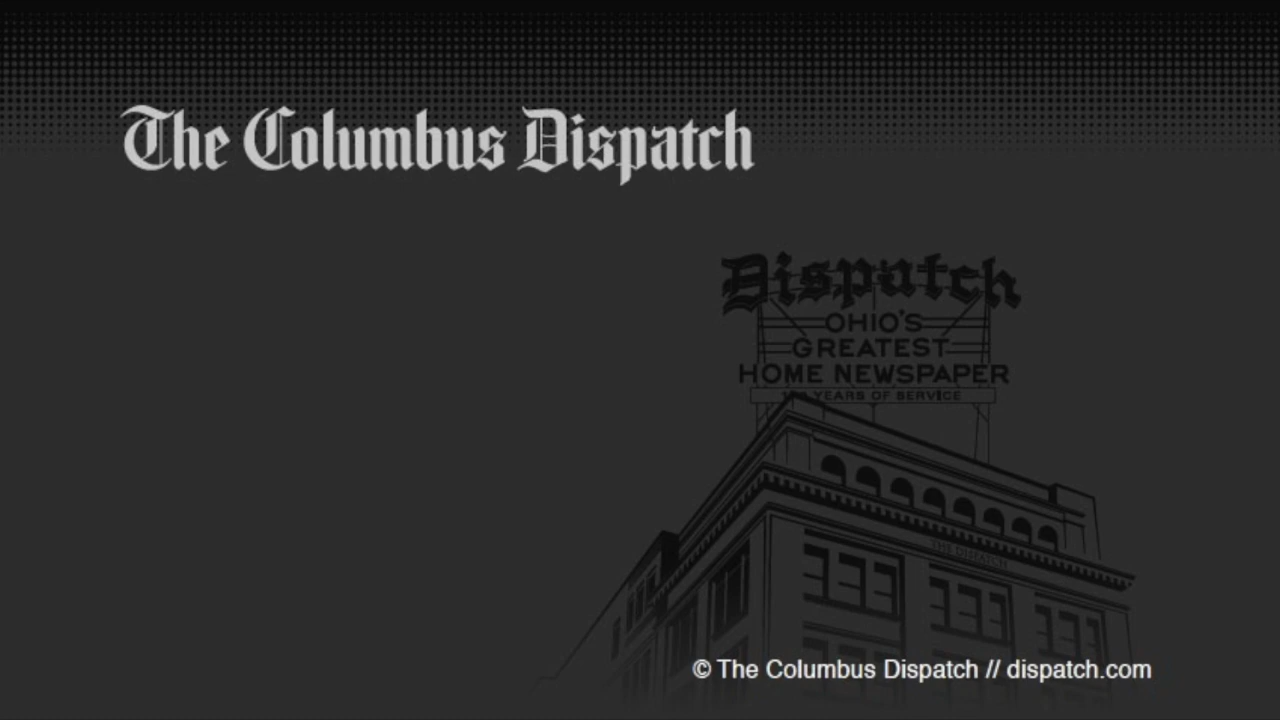 The Columbus Dispatch
Dispatch
OHIO'S
GREATEST
HOME NEWSPAPER
YEARS OF SERVICE
THE DISPATCH
© The Columbus Dispatch // dispatch.com